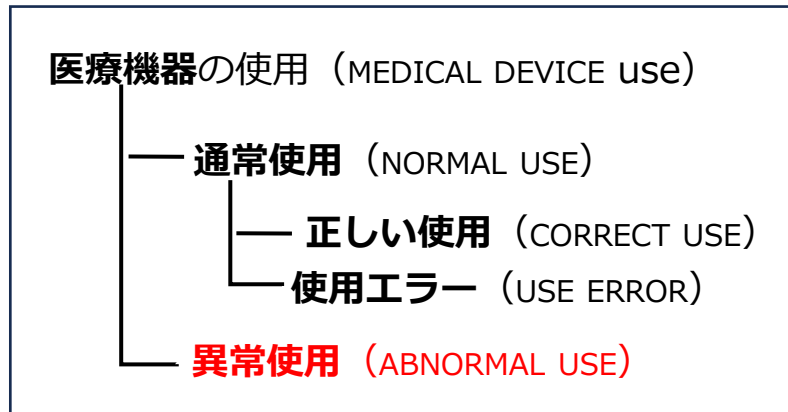 医療機器の使用（MEDICAL DEVICE use）
通常使用（NORMAL USE）
正しい使用（CORRECT USE）
使用エラー（USE ERROR）
異常使用（ABNORMAL USE）